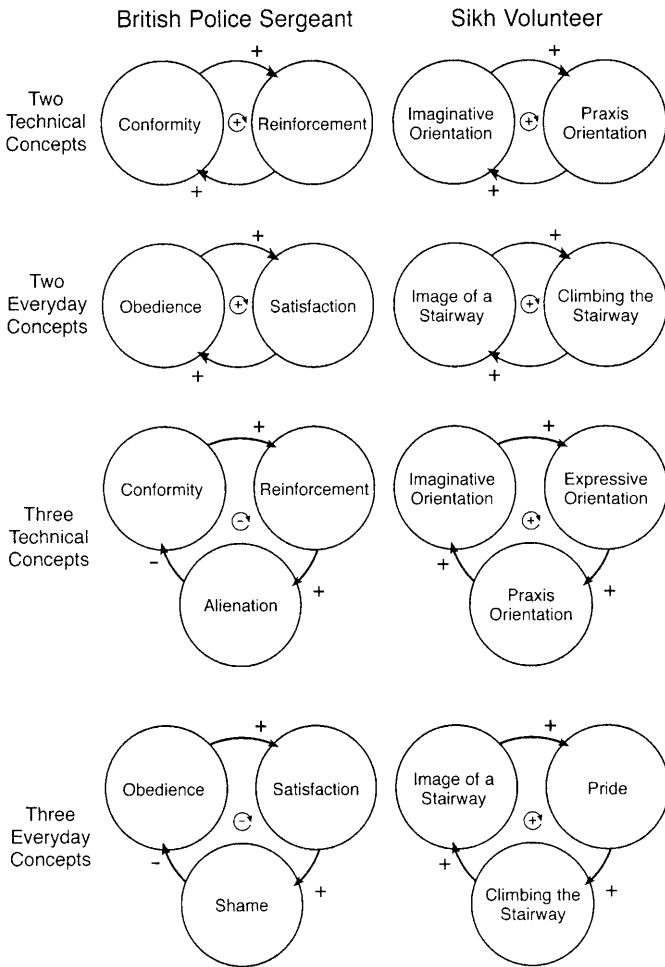 British Police Sergeant
Sikh Volunteer
Two
Technical
Concepts
+
Conformity
+
Reinforcement
+
+
Imaginative
Orientation
+
Praxis
Orientation
+
Two
Everyday
Concepts
+
Obedience
+
Satisfaction
+
+
Image of a
Stairway
+
Climbing the
Stairway
+
Three
Technical
Concepts
+
Conformity
Reinforcement
-
-
Alienation
+
+
Imaginative
Orientation
Expressive
Orientation
+
+
Praxis
Orientation
+
Three
Everyday
Concepts
+
Obedience
Satisfaction
-
-
Shame
+
+
Image of a
Stairway
Pride
+
+
Climbing the
Stairway
+